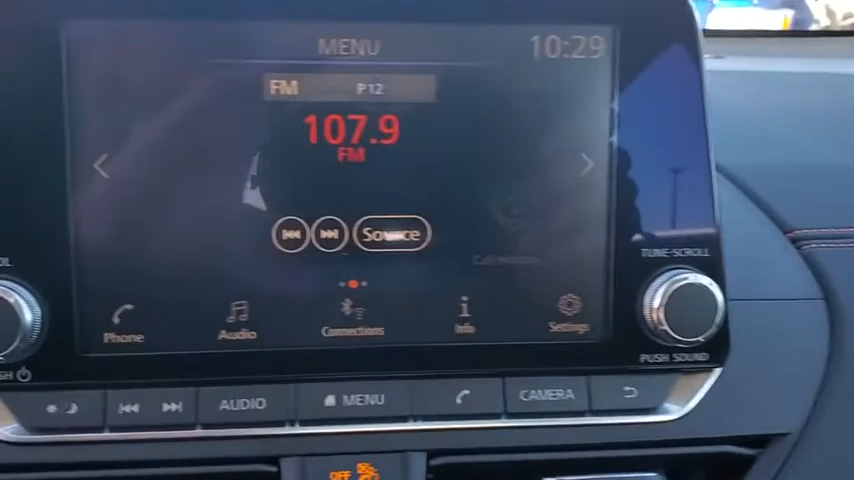 MENU 10:29
FM P12
107.9
FM
Source
TUNE·SCROLL
Phone Audio Connections Info Settings
PUSH SOUND
PUSH
AUDIO MENU CAMERA
OFF